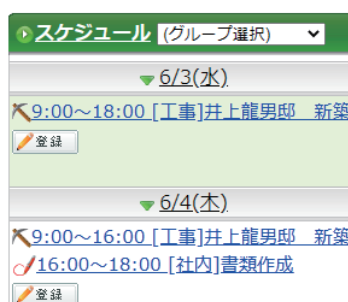 スケジュール (グループ選択)
6/3(水)
9:00～18:00 [工事]井上龍男邸　新築
登録
6/4(木)
9:00～16:00 [工事]井上龍男邸　新築
16:00～18:00 [社内]書類作成
登録